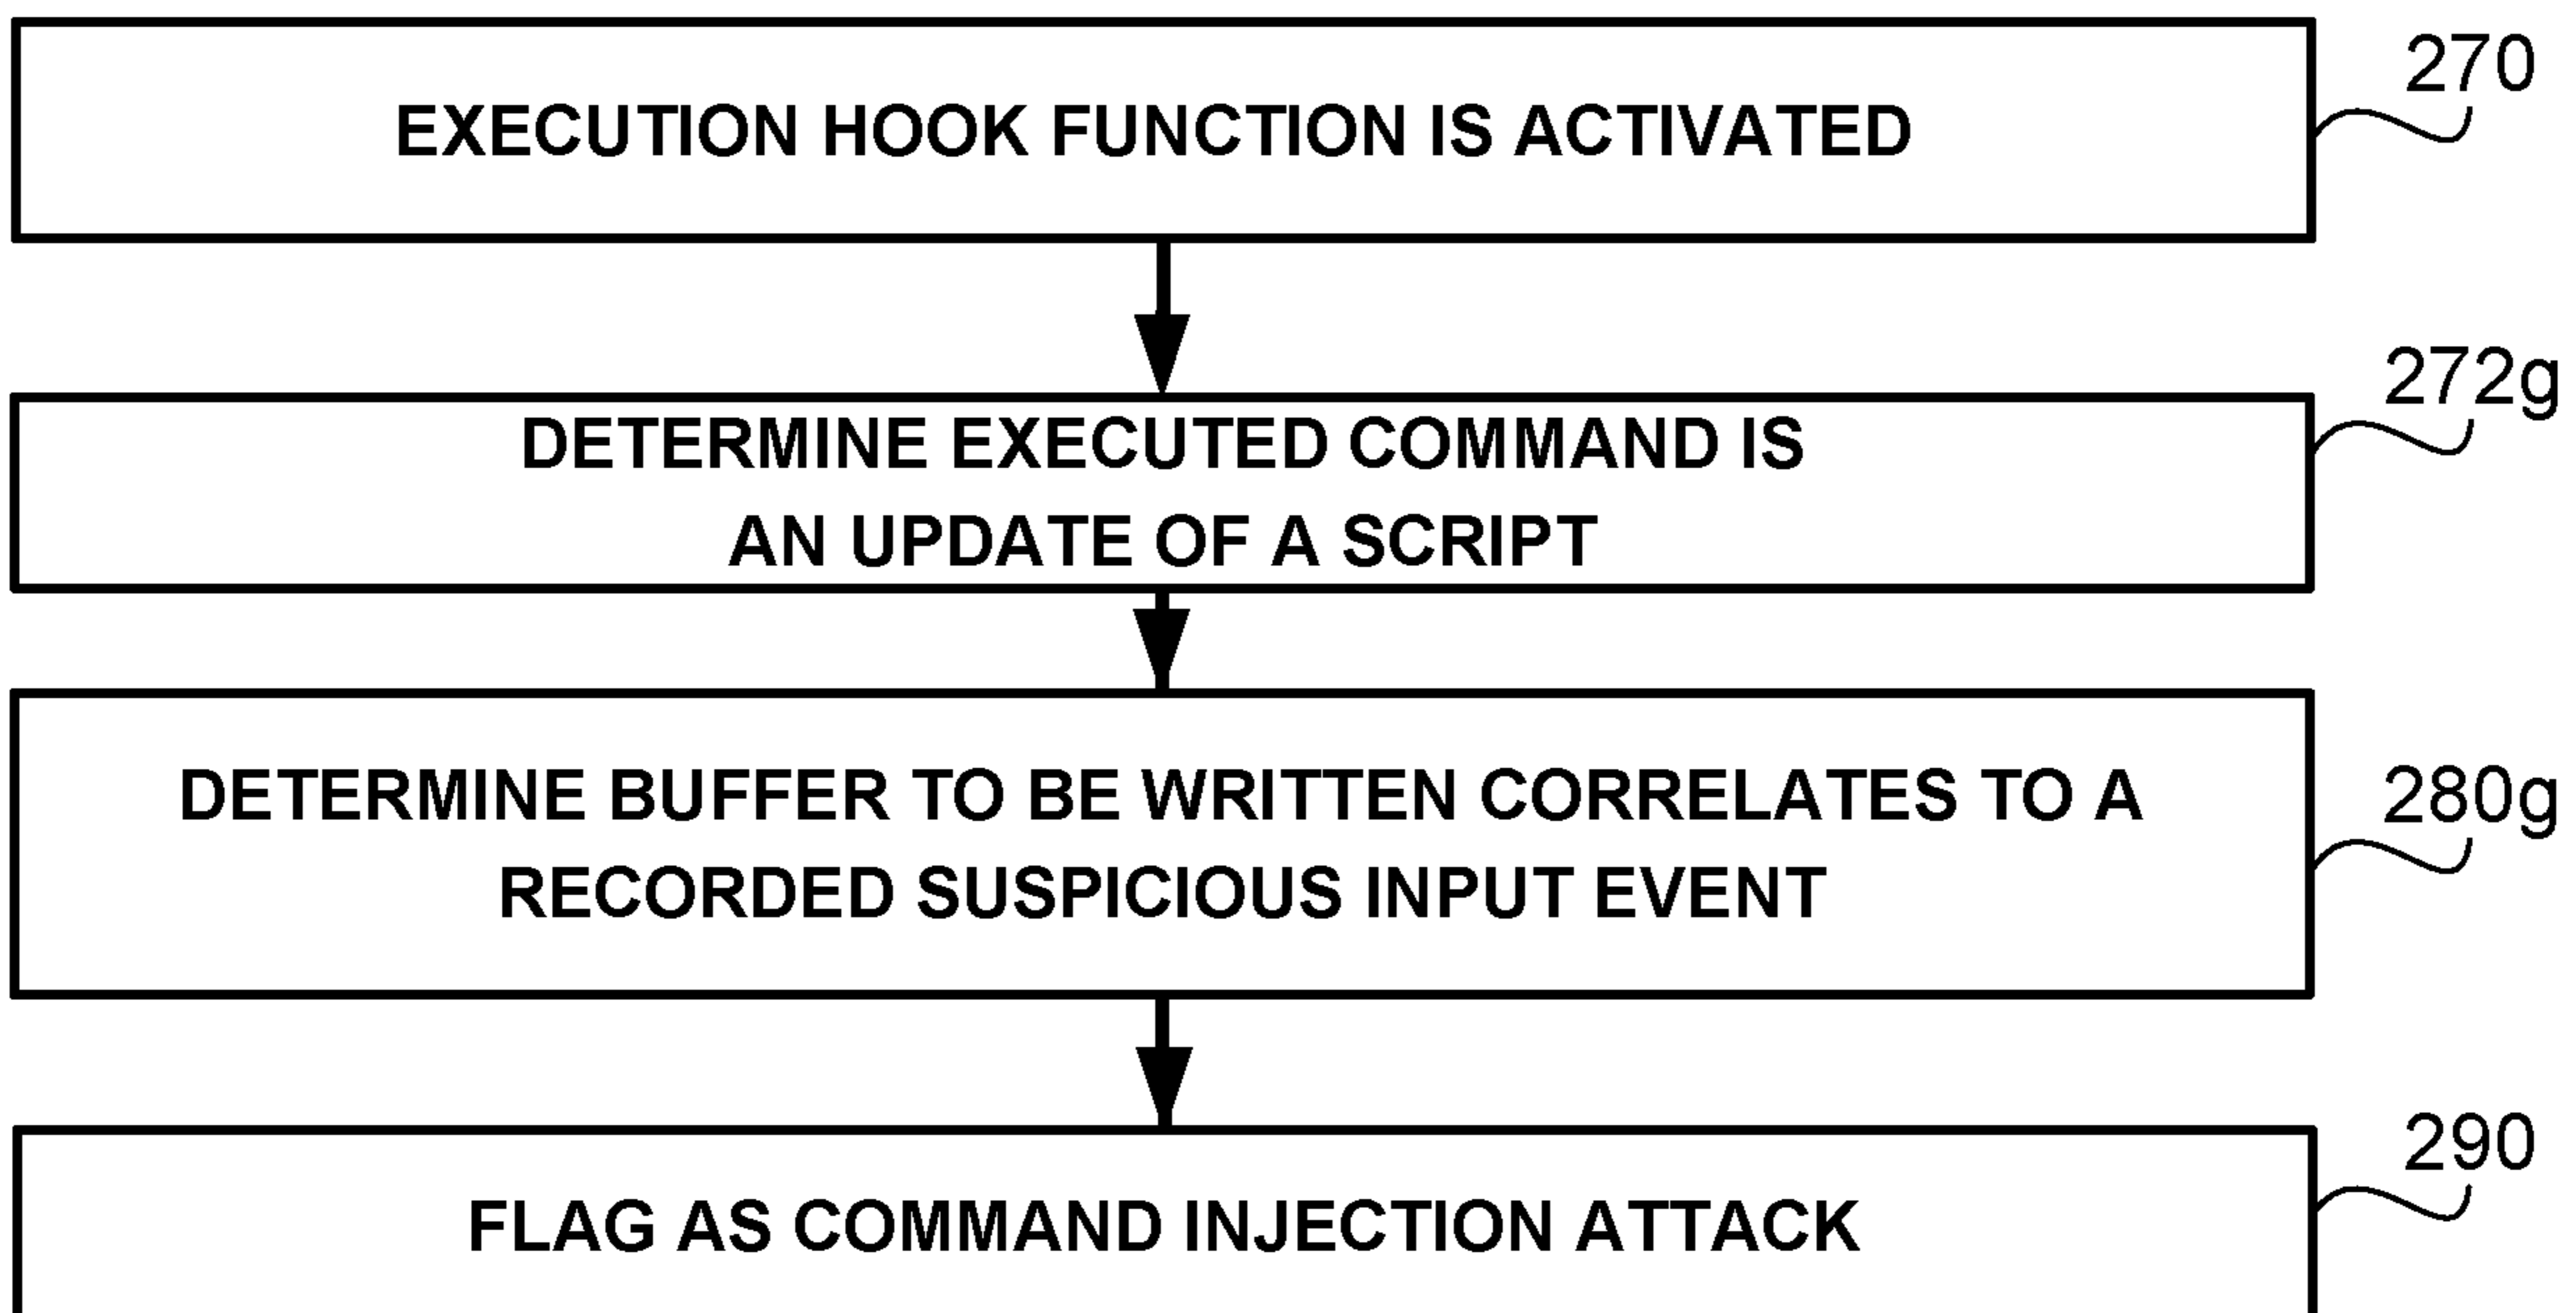 EXECUTION HOOK FUNCTION IS ACTIVATED
270
DETERMINE EXECUTED COMMAND IS
AN UPDATE OF A SCRIPT
272g
DETERMINE BUFFER TO BE WRITTEN CORRELATES TO A
RECORDED SUSPICIOUS INPUT EVENT
280g
FLAG AS COMMAND INJECTION ATTACK
290